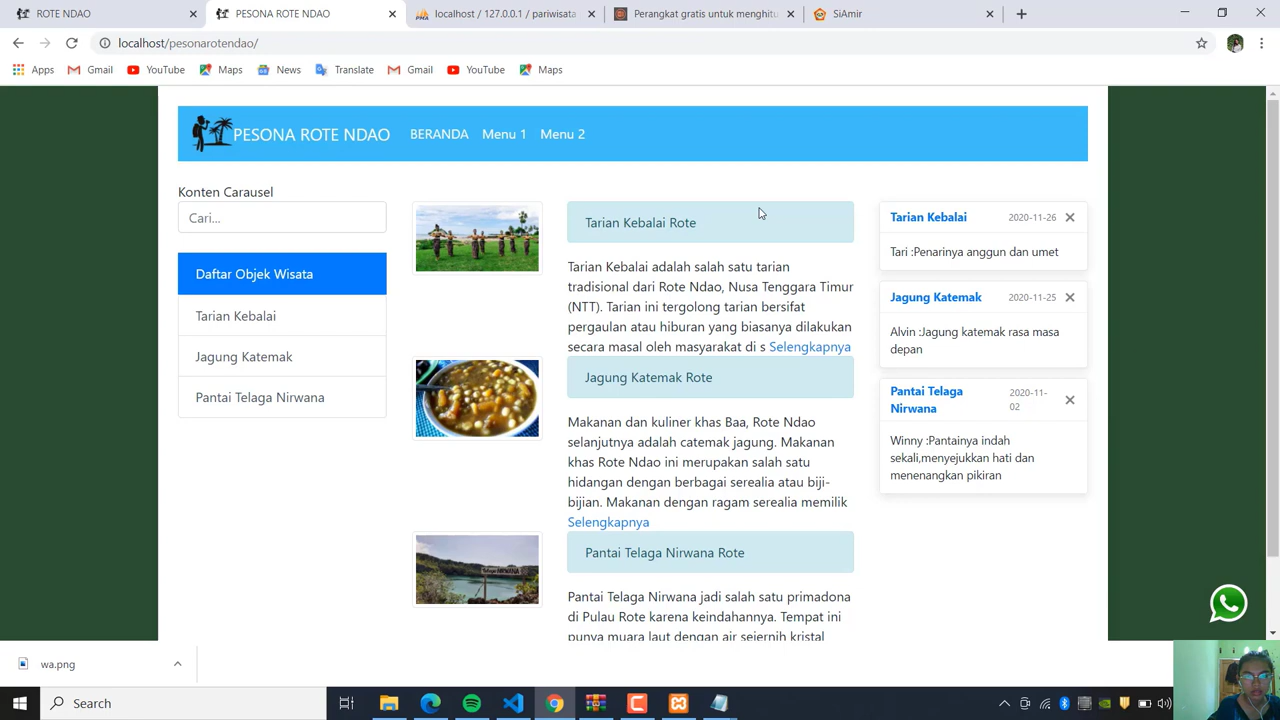 ROTE NDAO
PESONA ROTE NDAO
localhost / 127.0.0.1 / pariwisata
Perangkat gratis untuk menghitu
SiAmir
localhost/pesonarotendao/
Apps
Gmail
YouTube
Maps
News
Translate
Gmail
YouTube
Maps
PESONA ROTE NDAO
BERANDA
Menu 1
Menu 2
Konten Carausel
Cari...
Daftar Objek Wisata
Tarian Kebalai
Jagung Katemak
Pantai Telaga Nirwana
Tarian Kebalai Rote
Tarian Kebalai adalah salah satu tarian
tradisional dari Rote Ndao, Nusa Tenggara Timur
(NTT). Tarian ini tergolong tarian bersifat
pergaulan atau hiburan yang biasanya dilakukan
secara masal oleh masyarakat di s Selengkapnya
Jagung Katemak Rote
Makanan dan kuliner khas Baa, Rote Ndao
selanjutnya adalah catemak jagung. Makanan
khas Rote Ndao ini merupakan salah satu
hidangan dengan berbagai serealia atau biji-
bijian. Makanan dengan ragam serealia memilik
Selengkapnya
Pantai Telaga Nirwana Rote
Pantai Telaga Nirwana jadi salah satu primadona
di Pulau Rote karena keindahannya. Tempat ini
punya muara laut dengan air sejernih kristal
Tarian Kebalai
2020-11-26
Tari :Penarinya anggun dan umet
Jagung Katemak
2020-11-25
Alvin :Jagung katemak rasa masa
depan
Pantai Telaga
Nirwana
2020-11-
02
Winny :Pantainya indah
sekali,menyejukkan hati dan
menenangkan pikiran
wa.png
Search